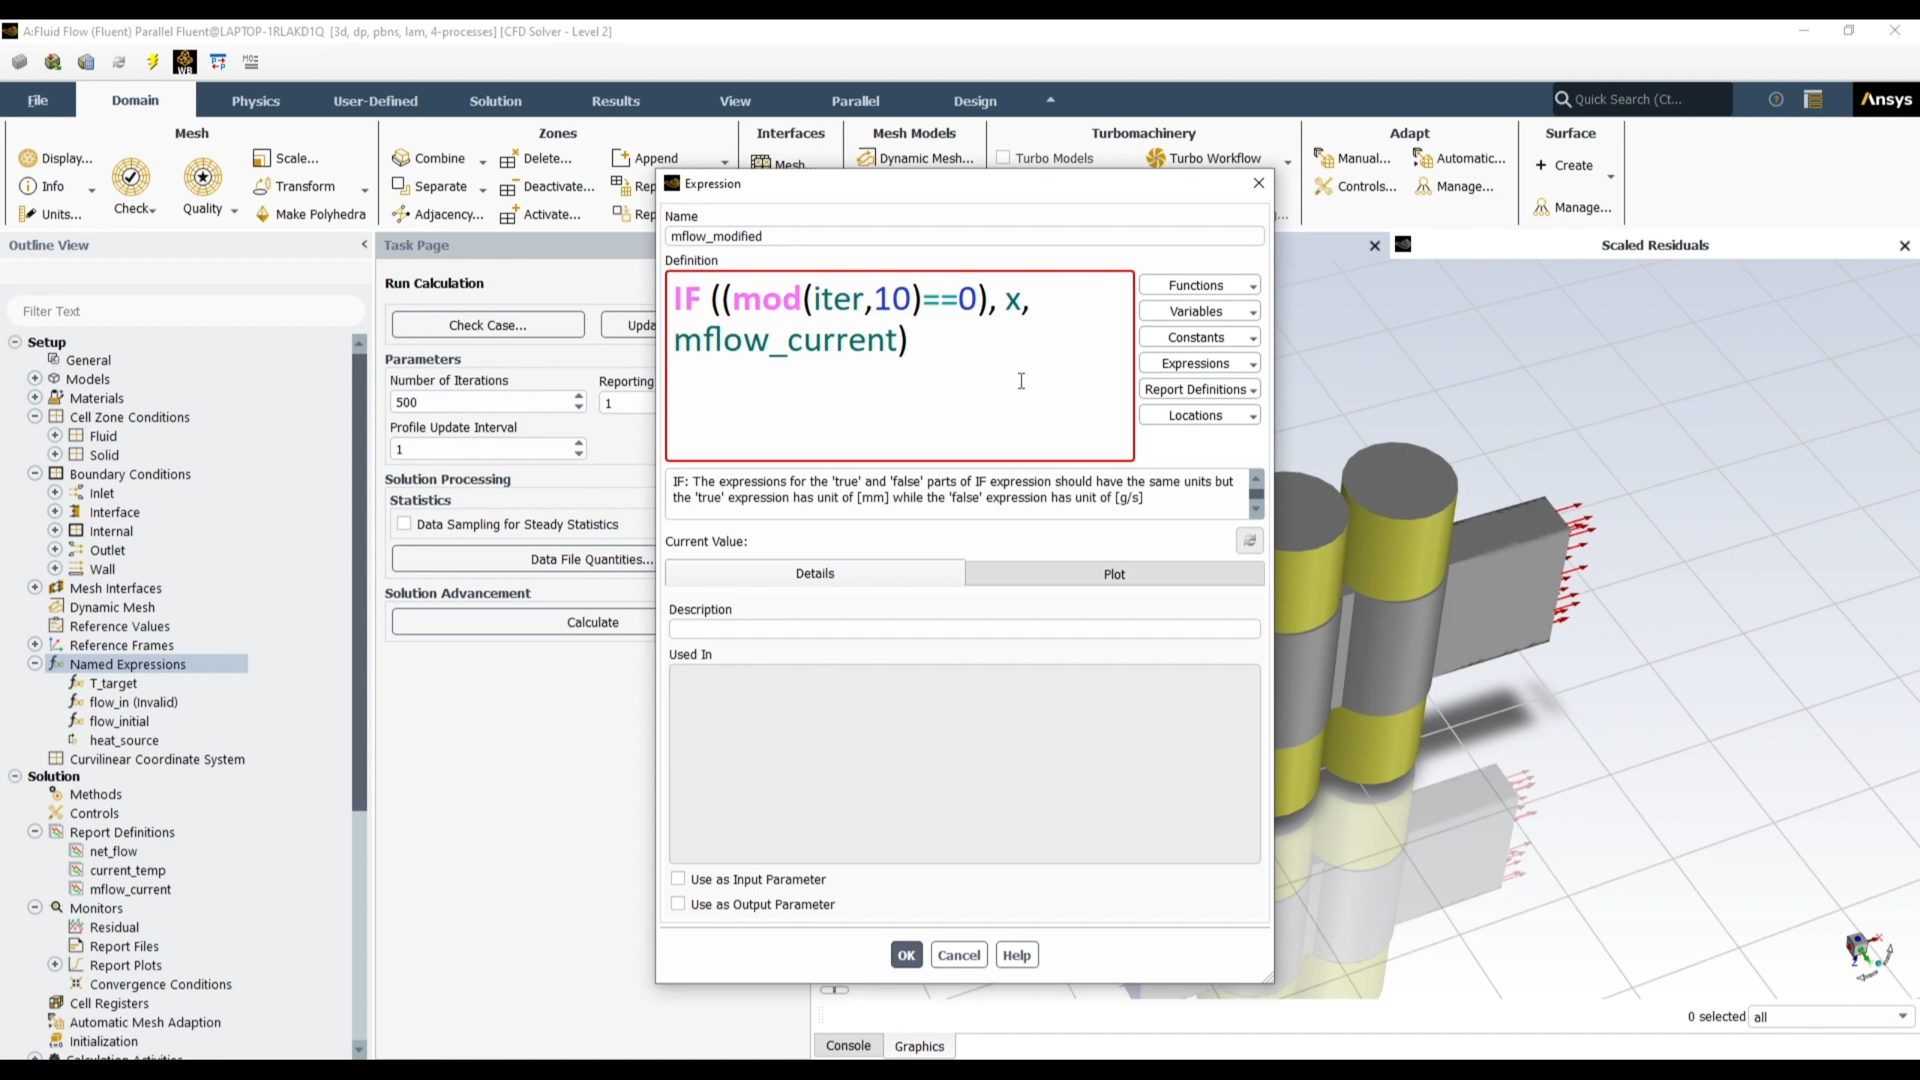 A:Fluid Flow (Fluent) Parallel Fluent@LAPTOP-1RLAKD1Q [3d, dp, pbns, lam, 4-processes] [CFD Solver - Level 2]
WB
File
Domain
Physics
User-Defined
Solution
Results
View
Parallel
Design
Quick Search (Ct...
Ansys
Mesh
Zones
Interfaces
Mesh Models
Turbomachinery
Adapt
Surface
Display...
Info
Units...
Check
Quality
Scale...
Transform
Make Polyhedra
Combine
Separate
Adjacency...
Delete...
Deactivate...
Activate...
Append
Rep
Rep
Mesh
Dynamic Mesh...
Turbo Models
Turbo Workflow
Manual...
Controls...
Automatic...
Manage...
Create
Manage...
Outline View
Filter Text
Setup
General
Models
Materials
Cell Zone Conditions
Fluid
Solid
Boundary Conditions
Inlet
Interface
Internal
Outlet
Wall
Mesh Interfaces
Dynamic Mesh
Reference Values
Reference Frames
Named Expressions
T_target
flow_in (Invalid)
flow_initial
heat_source
Curvilinear Coordinate System
Solution
Methods
Controls
Report Definitions
net_flow
current_temp
mflow_current
Monitors
Residual
Report Files
Report Plots
Convergence Conditions
Cell Registers
Automatic Mesh Adaption
Initialization
Calculation Activities
Task Page
Run Calculation
Check Case...
Upda
Parameters
Number of Iterations
Reporting
500
1
Profile Update Interval
1
Solution Processing
Statistics
Data Sampling for Steady Statistics
Data File Quantities...
Solution Advancement
Calculate
Expression
Name
mflow_modified
Definition
IF ((mod(iter,10)==0), x,
mflow_current)
Functions
Variables
Constants
Expressions
Report Definitions
Locations
IF: The expressions for the 'true' and 'false' parts of IF expression should have the same units but
the 'true' expression has unit of [mm] while the 'false' expression has unit of [g/s]
Current Value:
Details
Plot
Description
Used In
Use as Input Parameter
Use as Output Parameter
OK
Cancel
Help
Scaled Residuals
0 selected
all
Console
Graphics